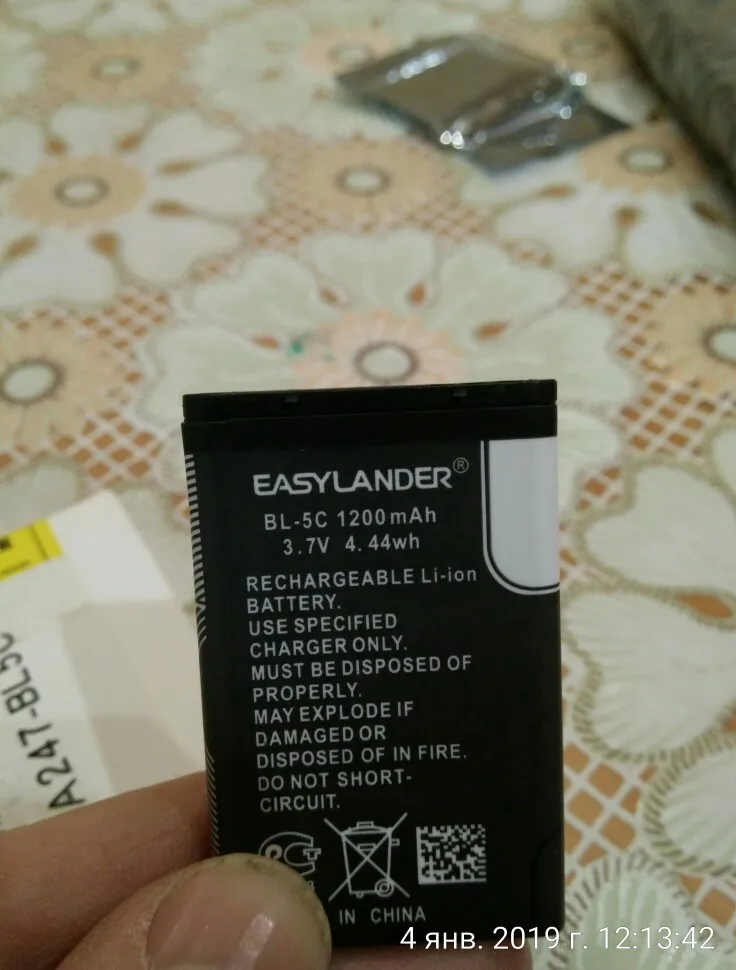 EASYLANDER®
BL-5C 1200mAh
3.7V 4.44wh
RECHARGEABLE Li-ion
BATTERY.
USE SPECIFIED
CHARGER ONLY.
MUST BE DISPOSED OF
PROPERLY.
MAY EXPLODE IF
DAMAGED OR
DISPOSED OF IN FIRE.
DO NOT SHORT-
CIRCUIT.
IN CHINA
A247-BL5C
4 янв. 2019 г. 12:13:42